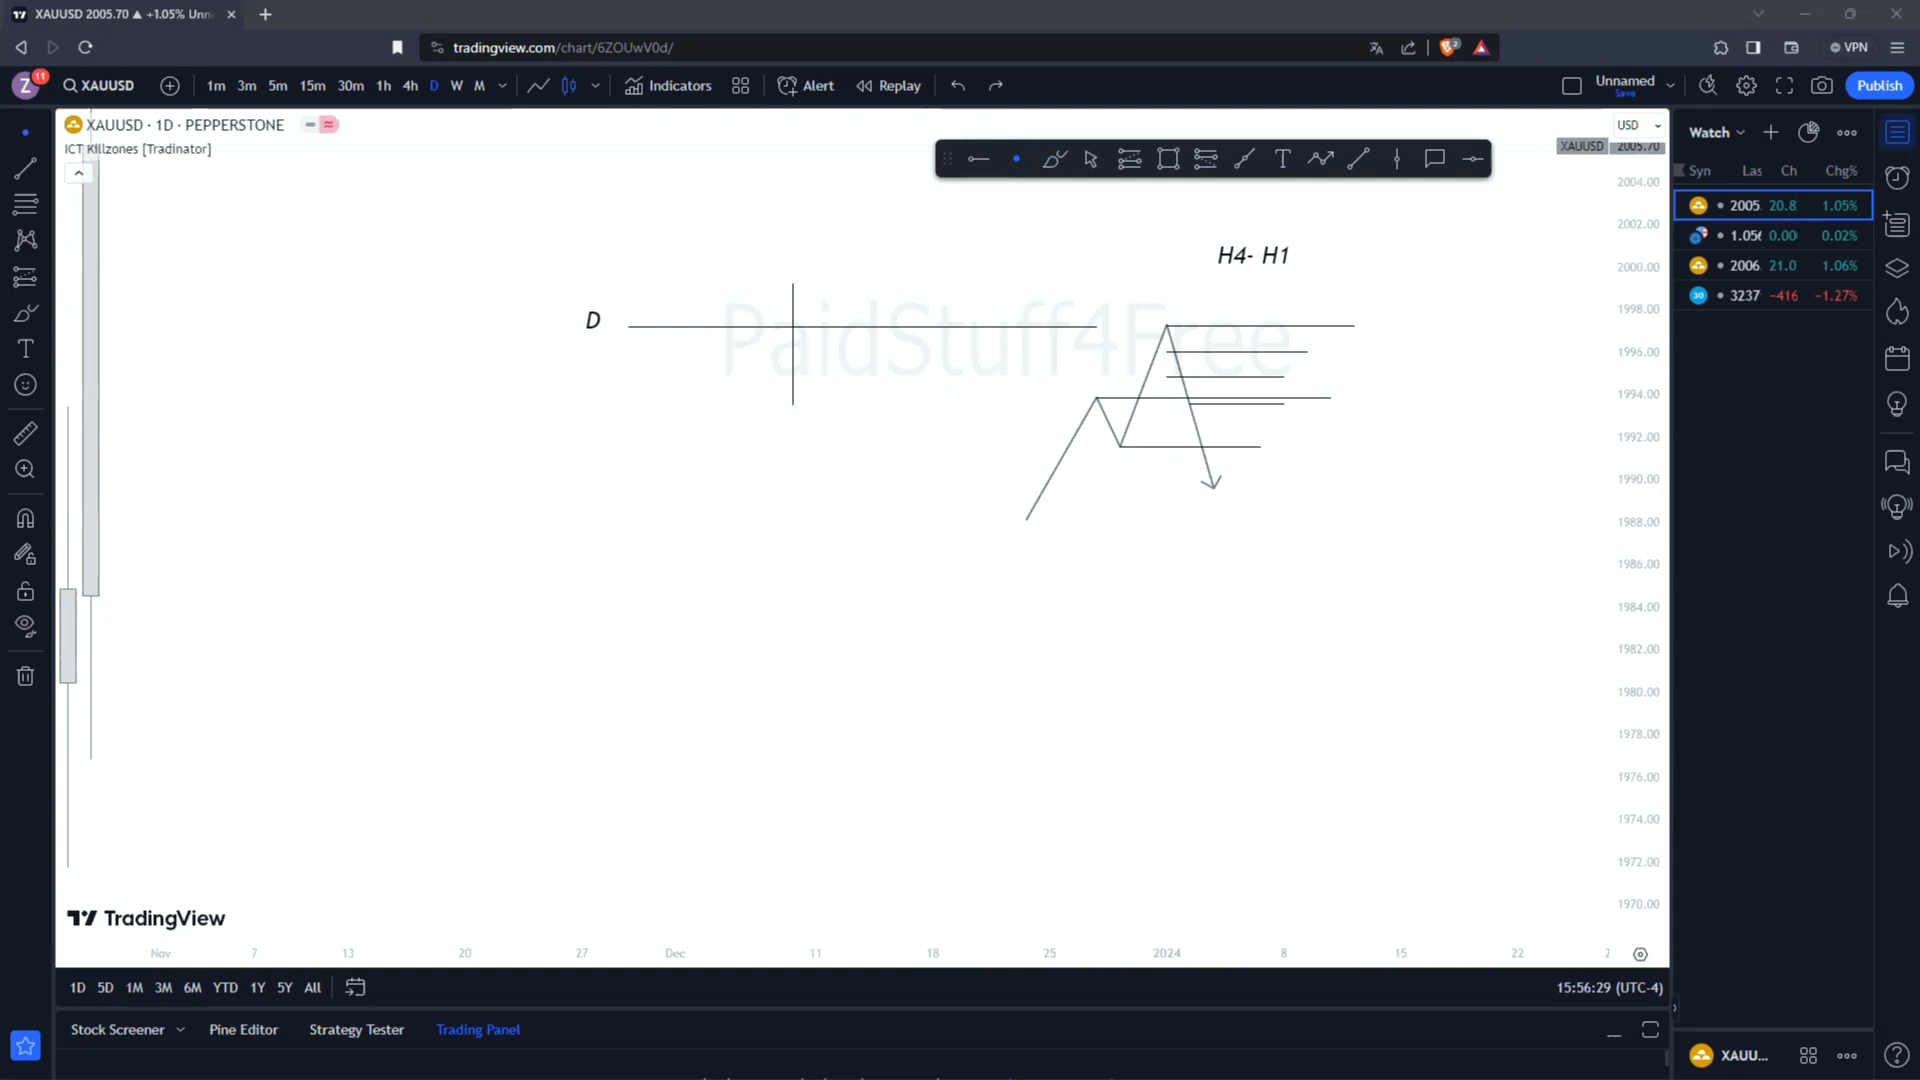 XAUUSD 2005.70 ▲ +1.05% Unn
tradingview.com/chart/6ZOUwV0d/
2
VPN
Z
11
XAUUSD
1m 3m 5m 15m 30m 1h 4h D W M
Indicators
Alert
Replay
Unnamed
Save
Publish
XAUUSD · 1D · PEPPERSTONE
ICT Killzones [Tradinator]
USD
XAUUSD 2005.70
2004.00
2002.00
2000.00
1998.00
1996.00
1994.00
1992.00
1990.00
1988.00
1986.00
1984.00
1982.00
1980.00
1978.00
1976.00
1974.00
1972.00
1970.00
H4- H1
D
PaidStuff4Free
TradingView
Nov 7 13 20 27 Dec 11 18 25 2024 8 15 22 2
1D 5D 1M 3M 6M YTD 1Y 5Y All
15:56:29 (UTC-4)
Stock Screener Pine Editor Strategy Tester Trading Panel
Watch
Syn Las Ch Chg%
2005 20.8 1.05%
1.056 0.00 0.02%
2006 21.0 1.06%
30 3237 −416 −1.27%
XAUU...